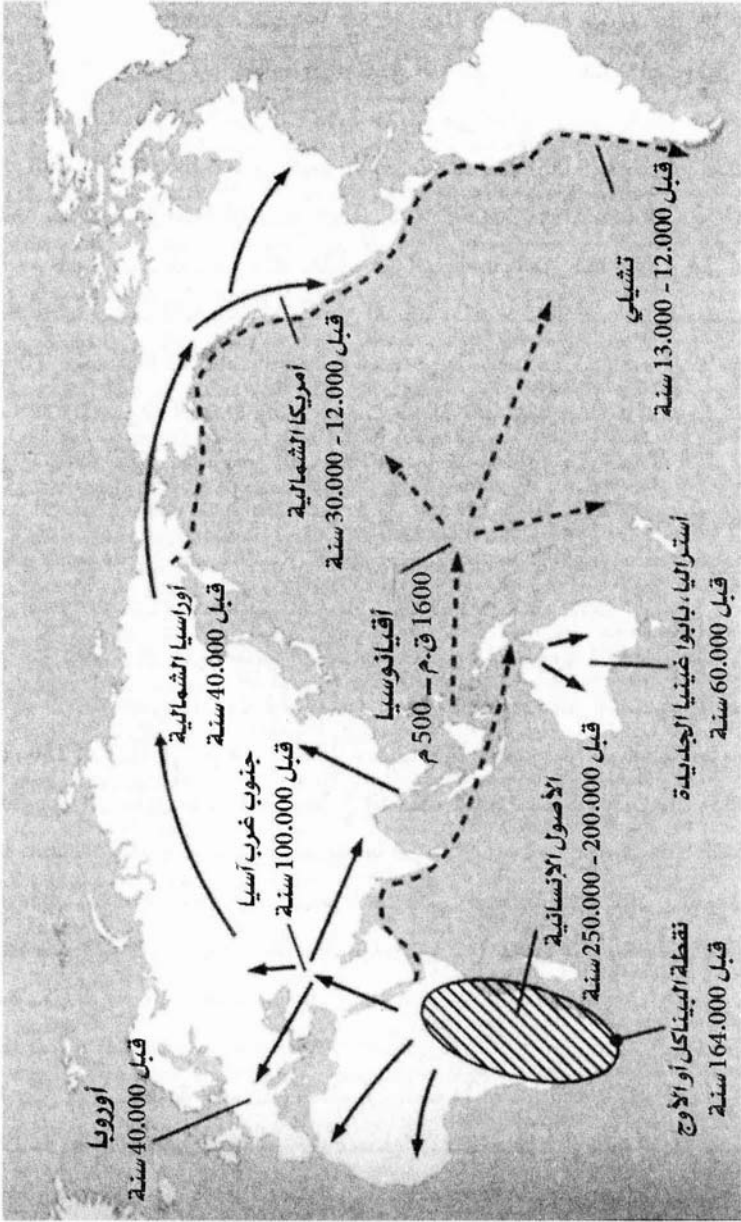 أوروبا
قبل 40.000 سنة
جنوب غرب آسيا
قبل 100.000 سنة
أوراسيا الشمالية
قبل 40.000 سنة
أمريكا الشمالية
قبل 12.000 - 30.000 سنة
تشيلي
قبل 12.000 - 13.000 سنة
أقيانوسيا
1600 ق.م – 500 م
الأصول الإنسانية
قبل 200.000 - 250.000 سنة
نقطة البيناكل أو الأوج
قبل 164.000 سنة
أستراليا، بابوا غينيا الجديدة
قبل 60.000 سنة